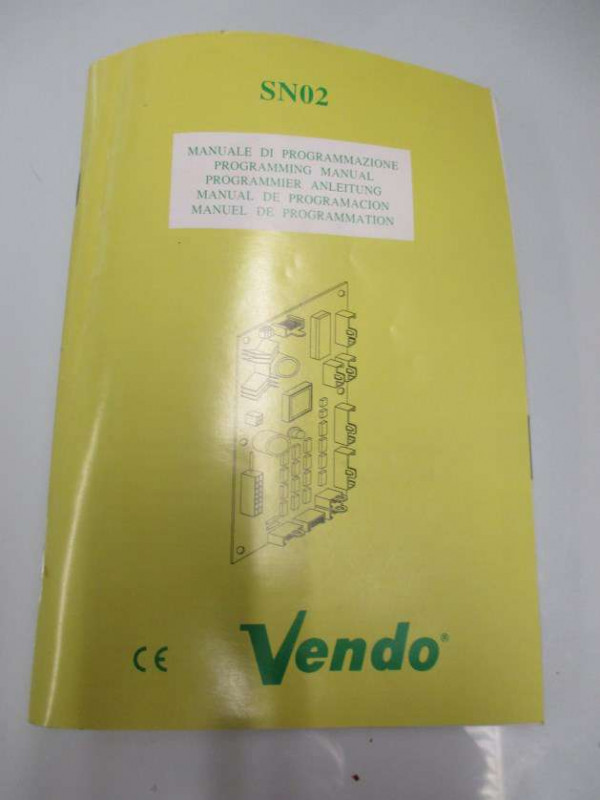 SN02
MANUALE DI PROGRAMMAZIONE
PROGRAMMING MANUAL
PROGRAMMIER ANLEITUNG
MANUAL DE PROGRAMACION
MANUEL DE PROGRAMMATION
CE Vendo®